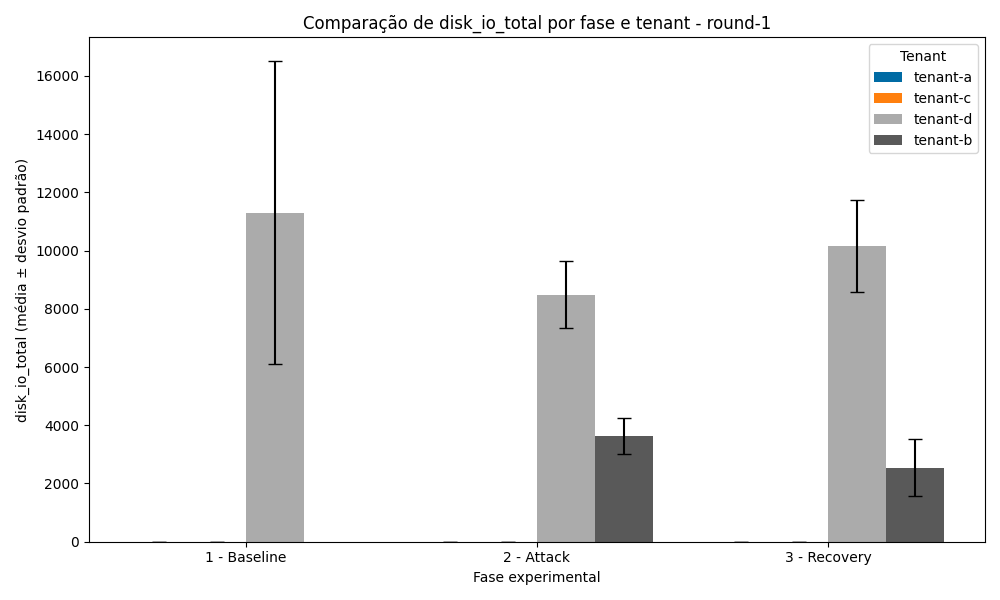 Comparação de disk_io_total por fase e tenant - round-1
Tenant
tenant-a
tenant-c
tenant-d
tenant-b
disk_io_total (média ± desvio padrão)
16000
14000
12000
10000
8000
6000
4000
2000
0
1 - Baseline
2 - Attack
3 - Recovery
Fase experimental